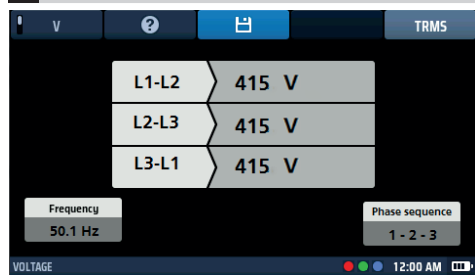 V ? TRMS
L1-L2 415 V
L2-L3 415 V
L3-L1 415 V
Frequency Phase sequence
50.1 Hz 1 - 2 - 3
VOLTAGE 12:00 AM